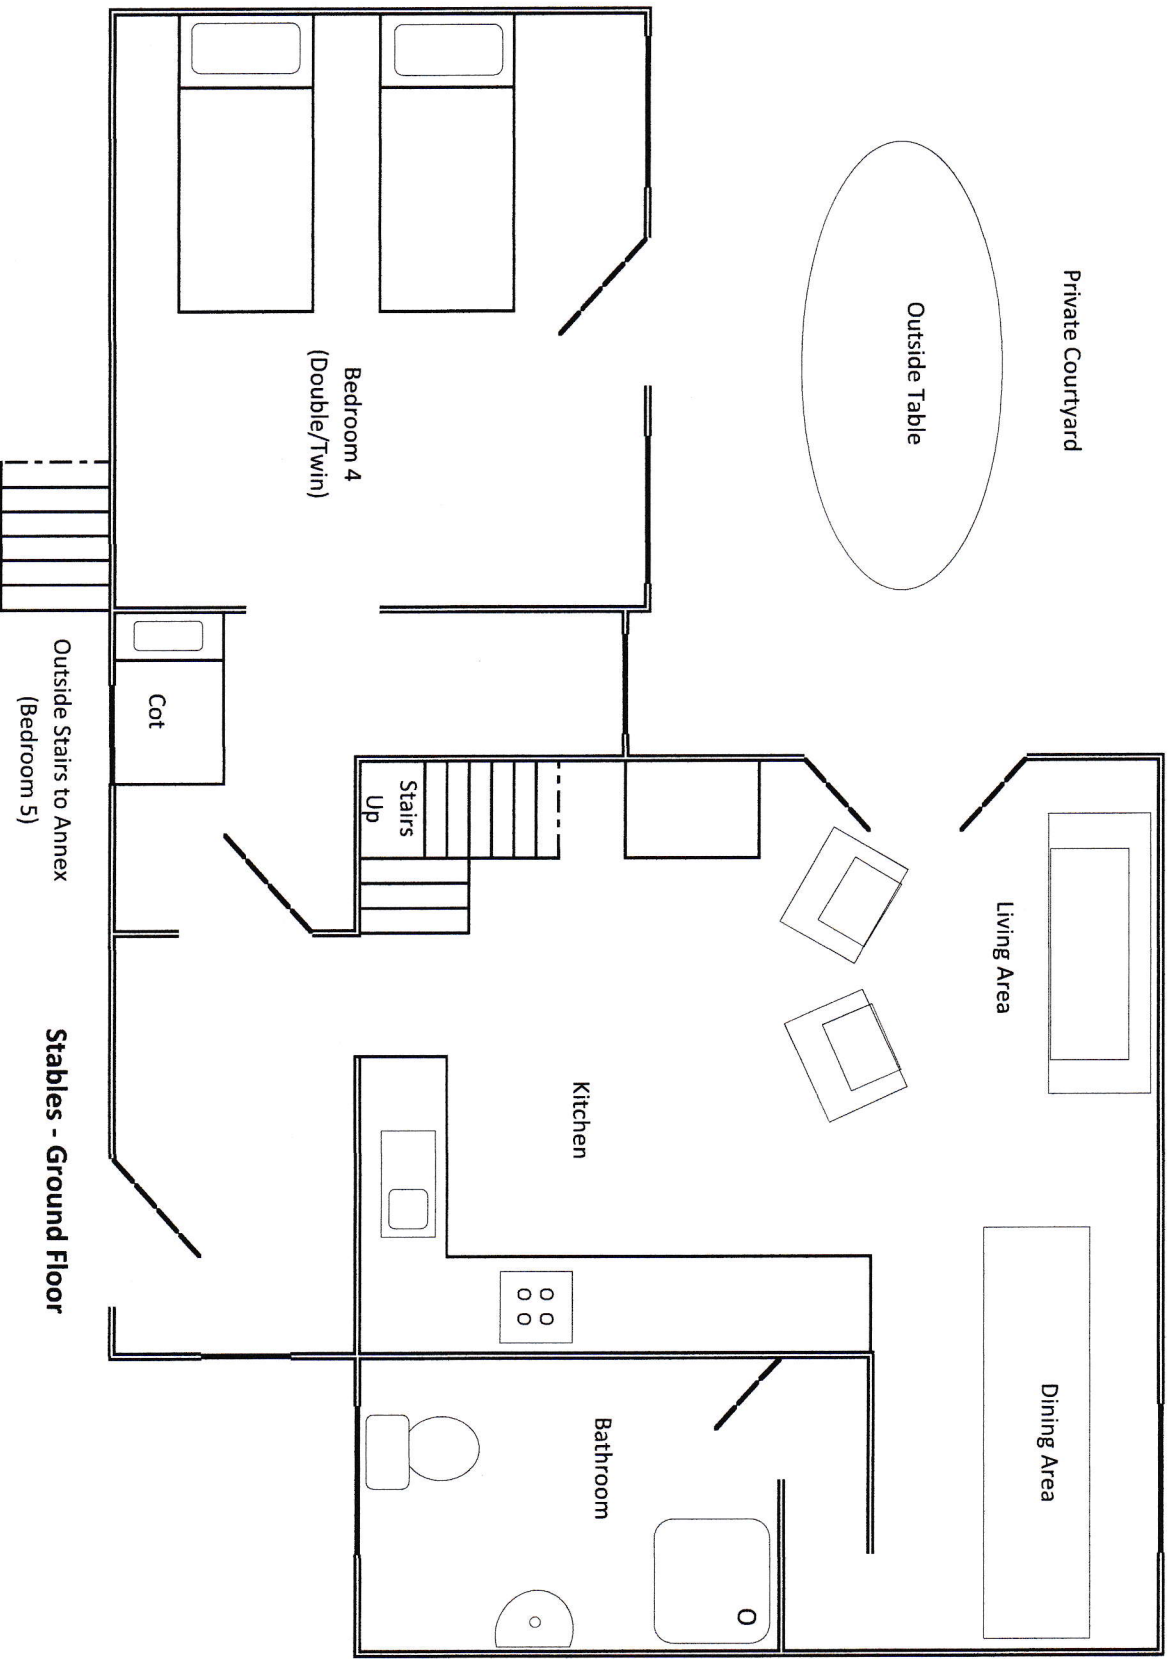 Private Courtyard
Dining Area
Living Area
Outside Table
Bathroom
Kitchen
Stairs
Up
Bedroom 4
(Double/Twin)
Cot
Outside Stairs to Annex
(Bedroom 5)
Stables - Ground Floor